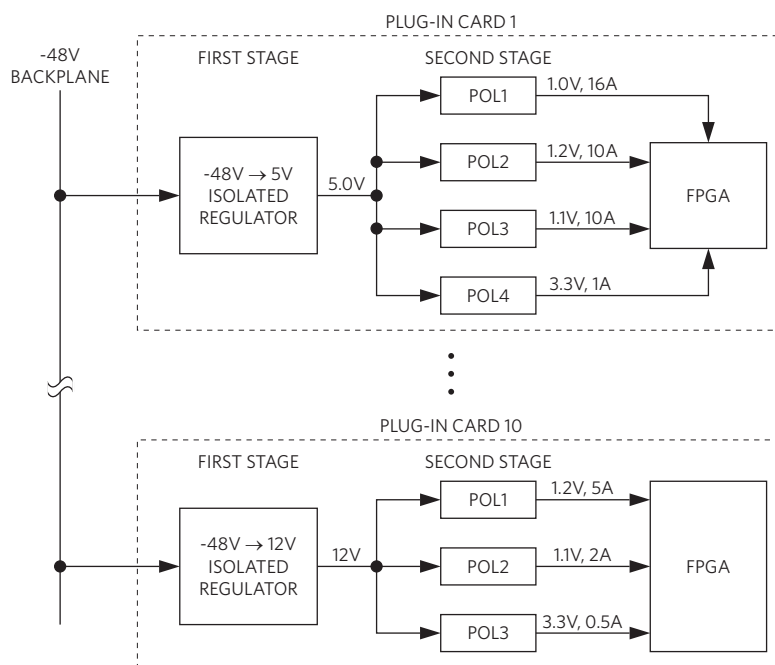 PLUG-IN CARD 1
-48V
BACKPLANE
FIRST STAGE
SECOND STAGE
-48V → 5V
ISOLATED
REGULATOR
5.0V
POL1
1.0V, 16A
POL2
1.2V, 10A
POL3
1.1V, 10A
POL4
3.3V, 1A
FPGA
PLUG-IN CARD 10
FIRST STAGE
SECOND STAGE
-48V → 12V
ISOLATED
REGULATOR
12V
POL1
1.2V, 5A
POL2
1.1V, 2A
POL3
3.3V, 0.5A
FPGA